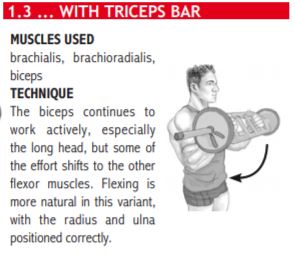 1.3 ... WITH TRICEPS BAR
MUSCLES USED
brachialis, brachioradialis,
biceps
TECHNIQUE
The biceps continues to
work actively, especially
the long head, but some of
the effort shifts to the other
flexor muscles. Flexing is
more natural in this variant,
with the radius and ulna
positioned correctly.